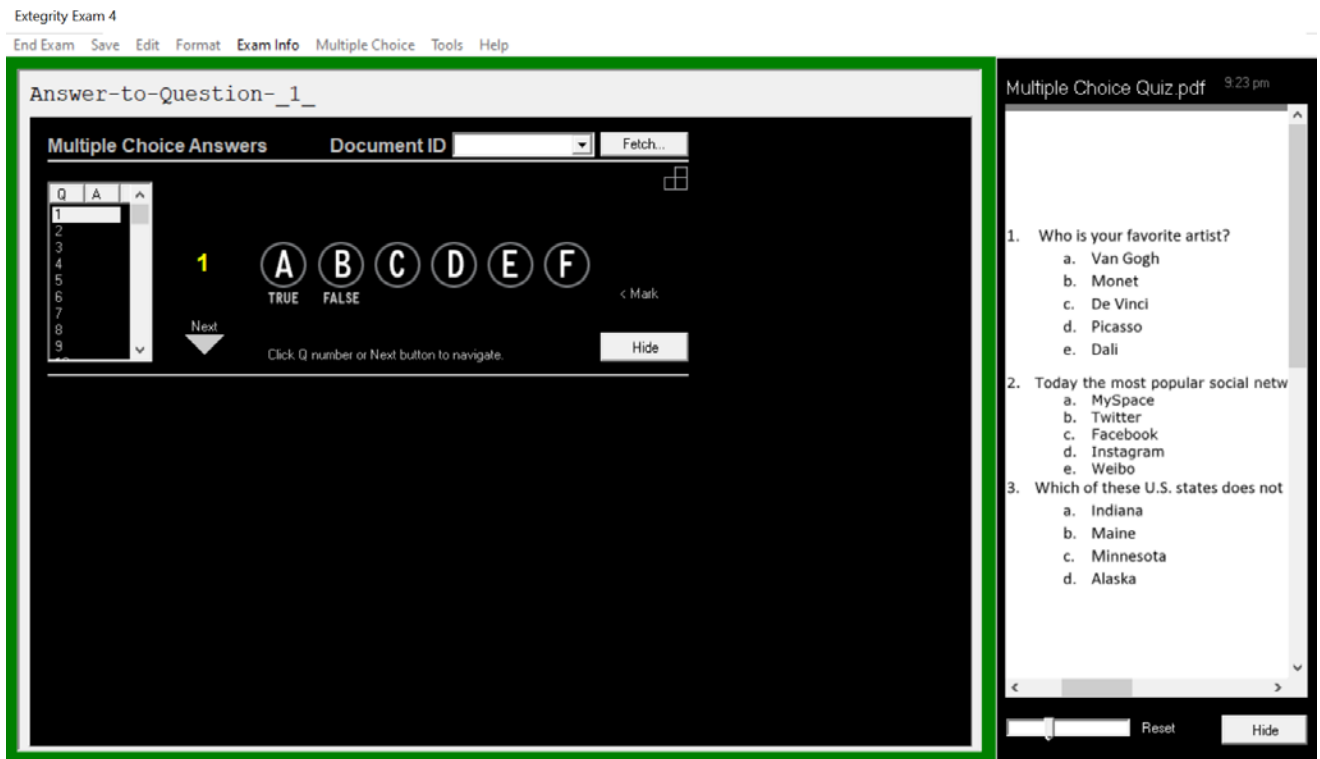 Extegrity Exam 4
End Exam Save Edit Format Exam Info Multiple Choice Tools Help
Answer-to-Question-_1_
Multiple Choice Answers Document ID Fetch...
Q A
1
2
3
4
5
6
7
8
9
1
A B C D E F
TRUE FALSE
< Mark
Next
Click Q number or Next button to navigate.
Hide
Multiple Choice Quiz.pdf 9:23 pm
1. Who is your favorite artist?
a. Van Gogh
b. Monet
c. De Vinci
d. Picasso
e. Dali
2. Today the most popular social netw
a. MySpace
b. Twitter
c. Facebook
d. Instagram
e. Weibo
3. Which of these U.S. states does not
a. Indiana
b. Maine
c. Minnesota
d. Alaska
Reset Hide